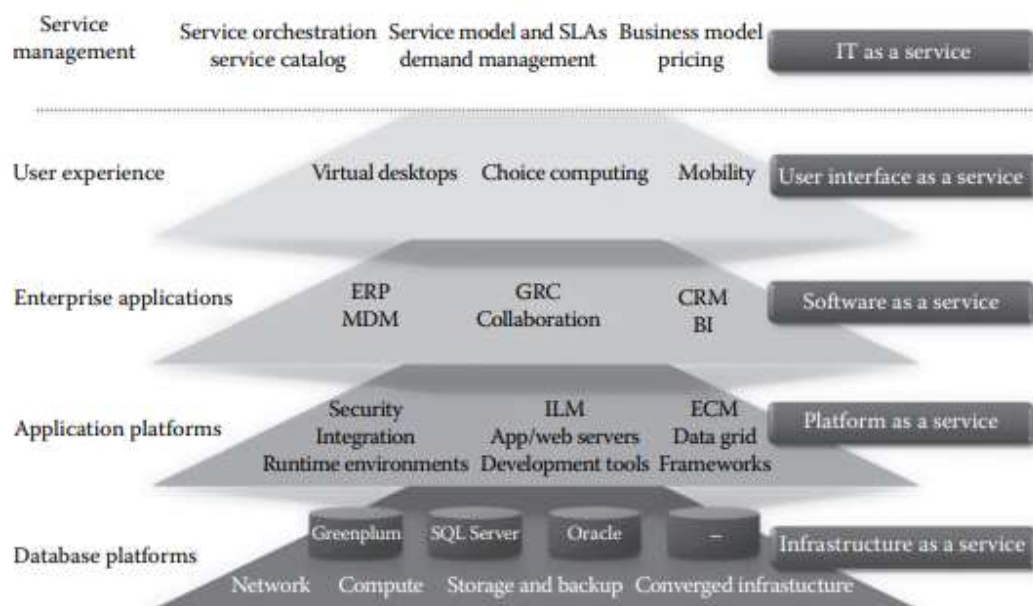 Service
management
Service orchestration
service catalog
Service model and SLAs
demand management
Business model
pricing
IT as a service
User experience
Virtual desktops
Choice computing
Mobility
User interface as a service
Enterprise applications
ERP
MDM
GRC
Collaboration
CRM
BI
Software as a service
Application platforms
Security
Integration
Runtime environments
ILM
App/web servers
Development tools
ECM
Data grid
Frameworks
Platform as a service
Database platforms
Greenplum
SQL Server
Oracle
–
Infrastructure as a service
Network
Compute
Storage and backup
Converged infrastucture